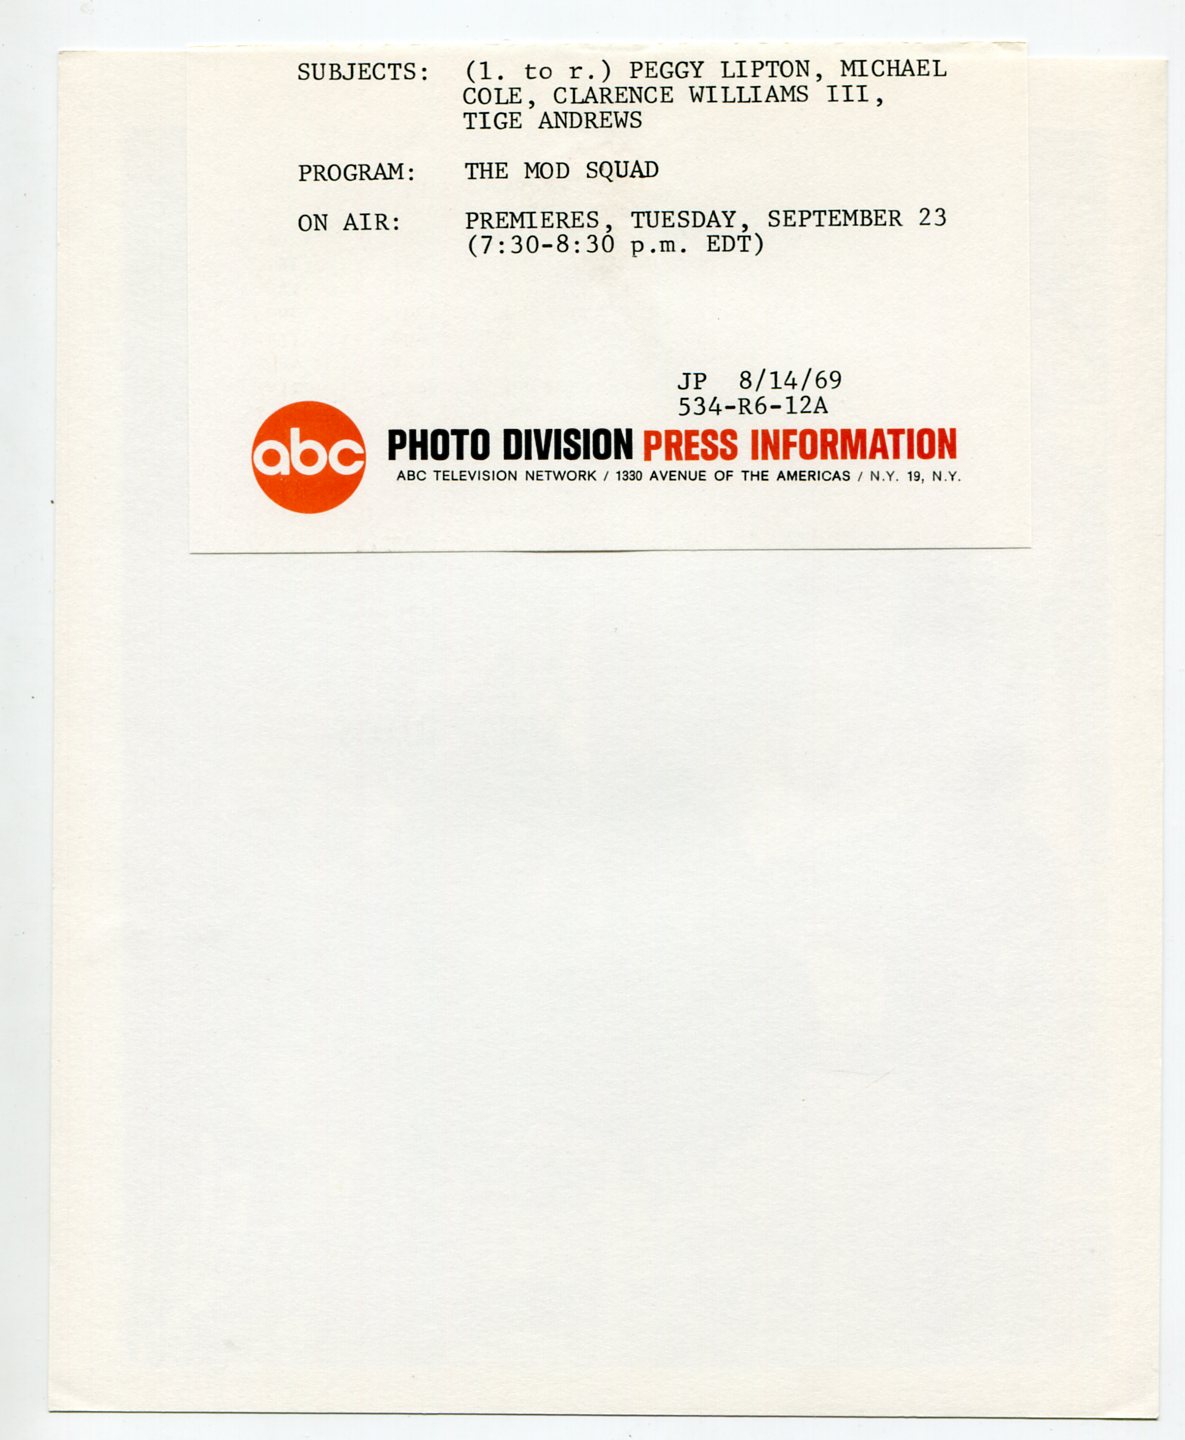 SUBJECTS: (l. to r.) PEGGY LIPTON, MICHAEL
COLE, CLARENCE WILLIAMS III,
TIGE ANDREWS
PROGRAM: THE MOD SQUAD
ON AIR: PREMIERES, TUESDAY, SEPTEMBER 23
(7:30-8:30 p.m. EDT)
JP 8/14/69
534-R6-12A
abc PHOTO DIVISION PRESS INFORMATION
ABC TELEVISION NETWORK / 1330 AVENUE OF THE AMERICAS / N.Y. 19, N.Y.